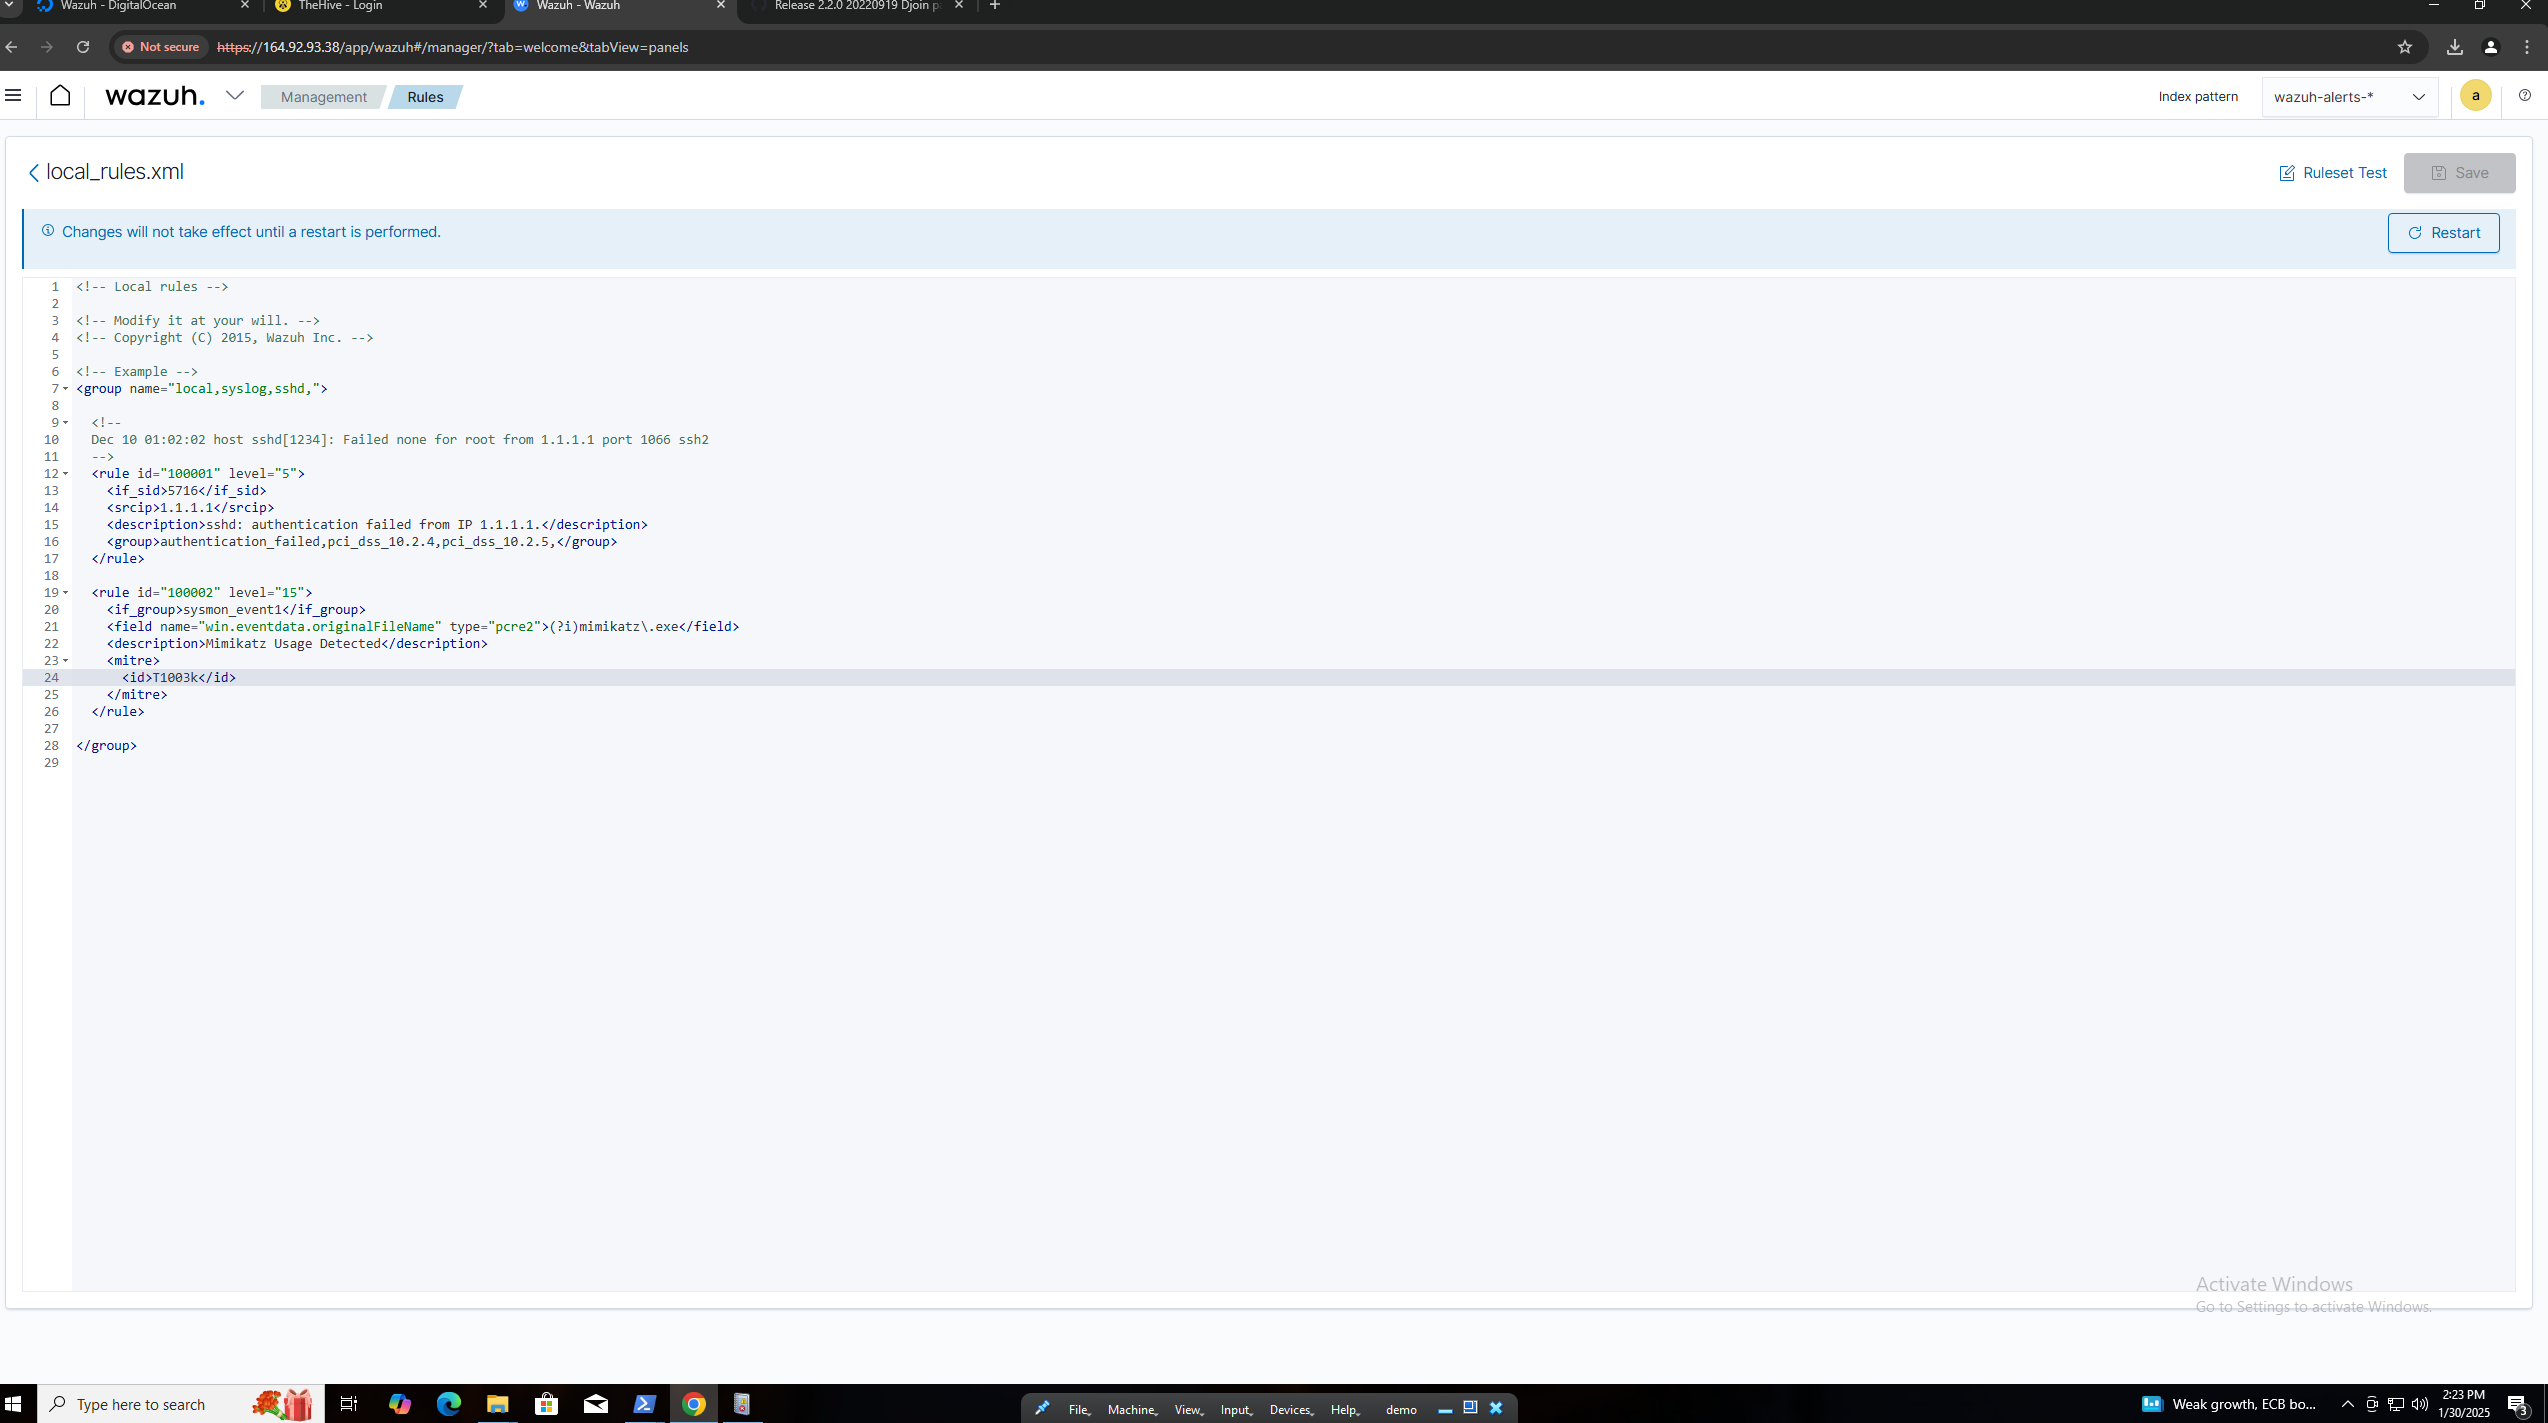 Wazuh - DigitalOcean
TheHive - Login
Wazuh - Wazuh
Release 2.2.0 20220919 Djoin p
Not secure https://164.92.93.38/app/wazuh#/manager/?tab=welcome&tabView=panels
wazuh. Management Rules Index pattern wazuh-alerts-* a
local_rules.xml
Ruleset Test Save
Changes will not take effect until a restart is performed. Restart
1 <!-- Local rules -->
2
3 <!-- Modify it at your will. -->
4 <!-- Copyright (C) 2015, Wazuh Inc. -->
5
6 <!-- Example -->
7 <group name="local,syslog,sshd,">
8
9 <!--
10 Dec 10 01:02:02 host sshd[1234]: Failed none for root from 1.1.1.1 port 1066 ssh2
11 -->
12 <rule id="100001" level="5">
13 <if_sid>5716</if_sid>
14 <srcip>1.1.1.1</srcip>
15 <description>sshd: authentication failed from IP 1.1.1.1.</description>
16 <group>authentication_failed,pci_dss_10.2.4,pci_dss_10.2.5,</group>
17 </rule>
18
19 <rule id="100002" level="15">
20 <if_group>sysmon_event1</if_group>
21 <field name="win.eventdata.originalFileName" type="pcre2">(?i)mimikatz\.exe</field>
22 <description>Mimikatz Usage Detected</description>
23 <mitre>
24 <id>T1003k</id>
25 </mitre>
26 </rule>
27
28 </group>
29
Activate Windows
Go to Settings to activate Windows.
Type here to search
File Machine View Input Devices Help demo
Weak growth, ECB bo...
2:23 PM
1/30/2025
3